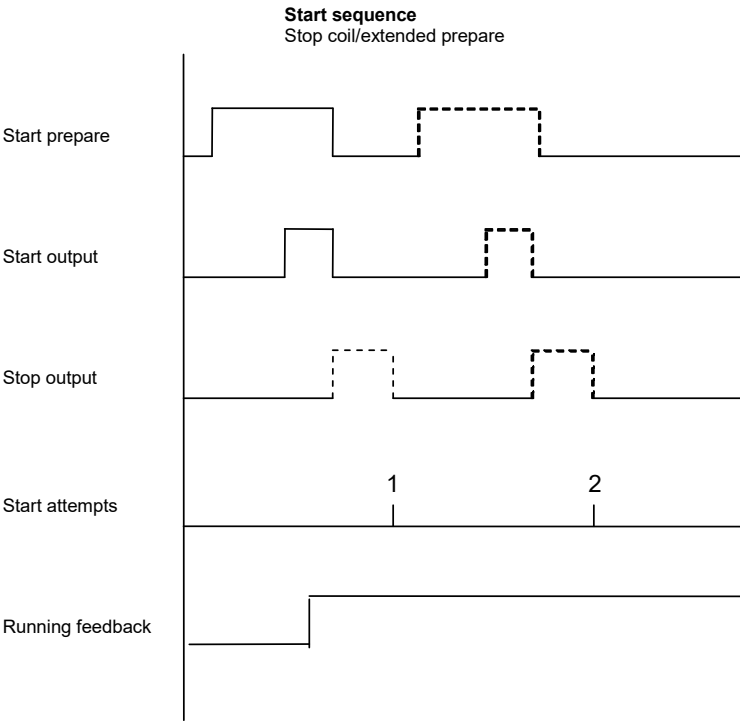 Start sequence
Stop coil/extended prepare
Start prepare
Start output
Stop output
1
2
Start attempts
Running feedback